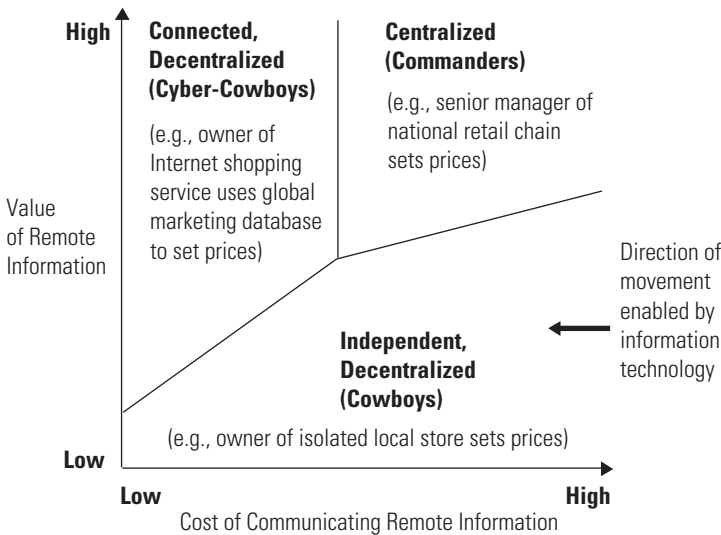 High
Connected,
Decentralized
(Cyber-Cowboys)
(e.g., owner of
Internet shopping
service uses global
marketing database
to set prices)
Centralized
(Commanders)
(e.g., senior manager of
national retail chain
sets prices)
Value
of Remote
Information
Direction of
movement
enabled by
information
technology
Independent,
Decentralized
(Cowboys)
(e.g., owner of isolated local store sets prices)
Low
Low
High
Cost of Communicating Remote Information